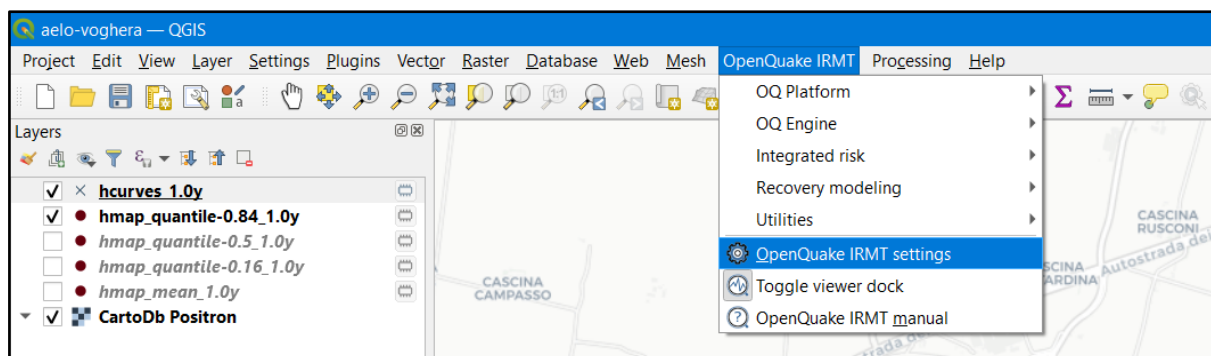 aelo-voghera — QGIS
Project Edit View Layer Settings Plugins Vector Raster Database Web Mesh OpenQuake IRMT Processing Help
OQ Platform
OQ Engine
Integrated risk
Recovery modeling
Utilities
OpenQuake IRMT settings
Toggle viewer dock
OpenQuake IRMT manual
1:1
a
Σ
Layers
ε
hcurves_1.0y
hmap_quantile-0.84_1.0y
hmap_quantile-0.5_1.0y
hmap_quantile-0.16_1.0y
hmap_mean_1.0y
CartoDb Positron
CASCINA
CAMPASSO
CASCINA
RUSCONI
Autostrada dei